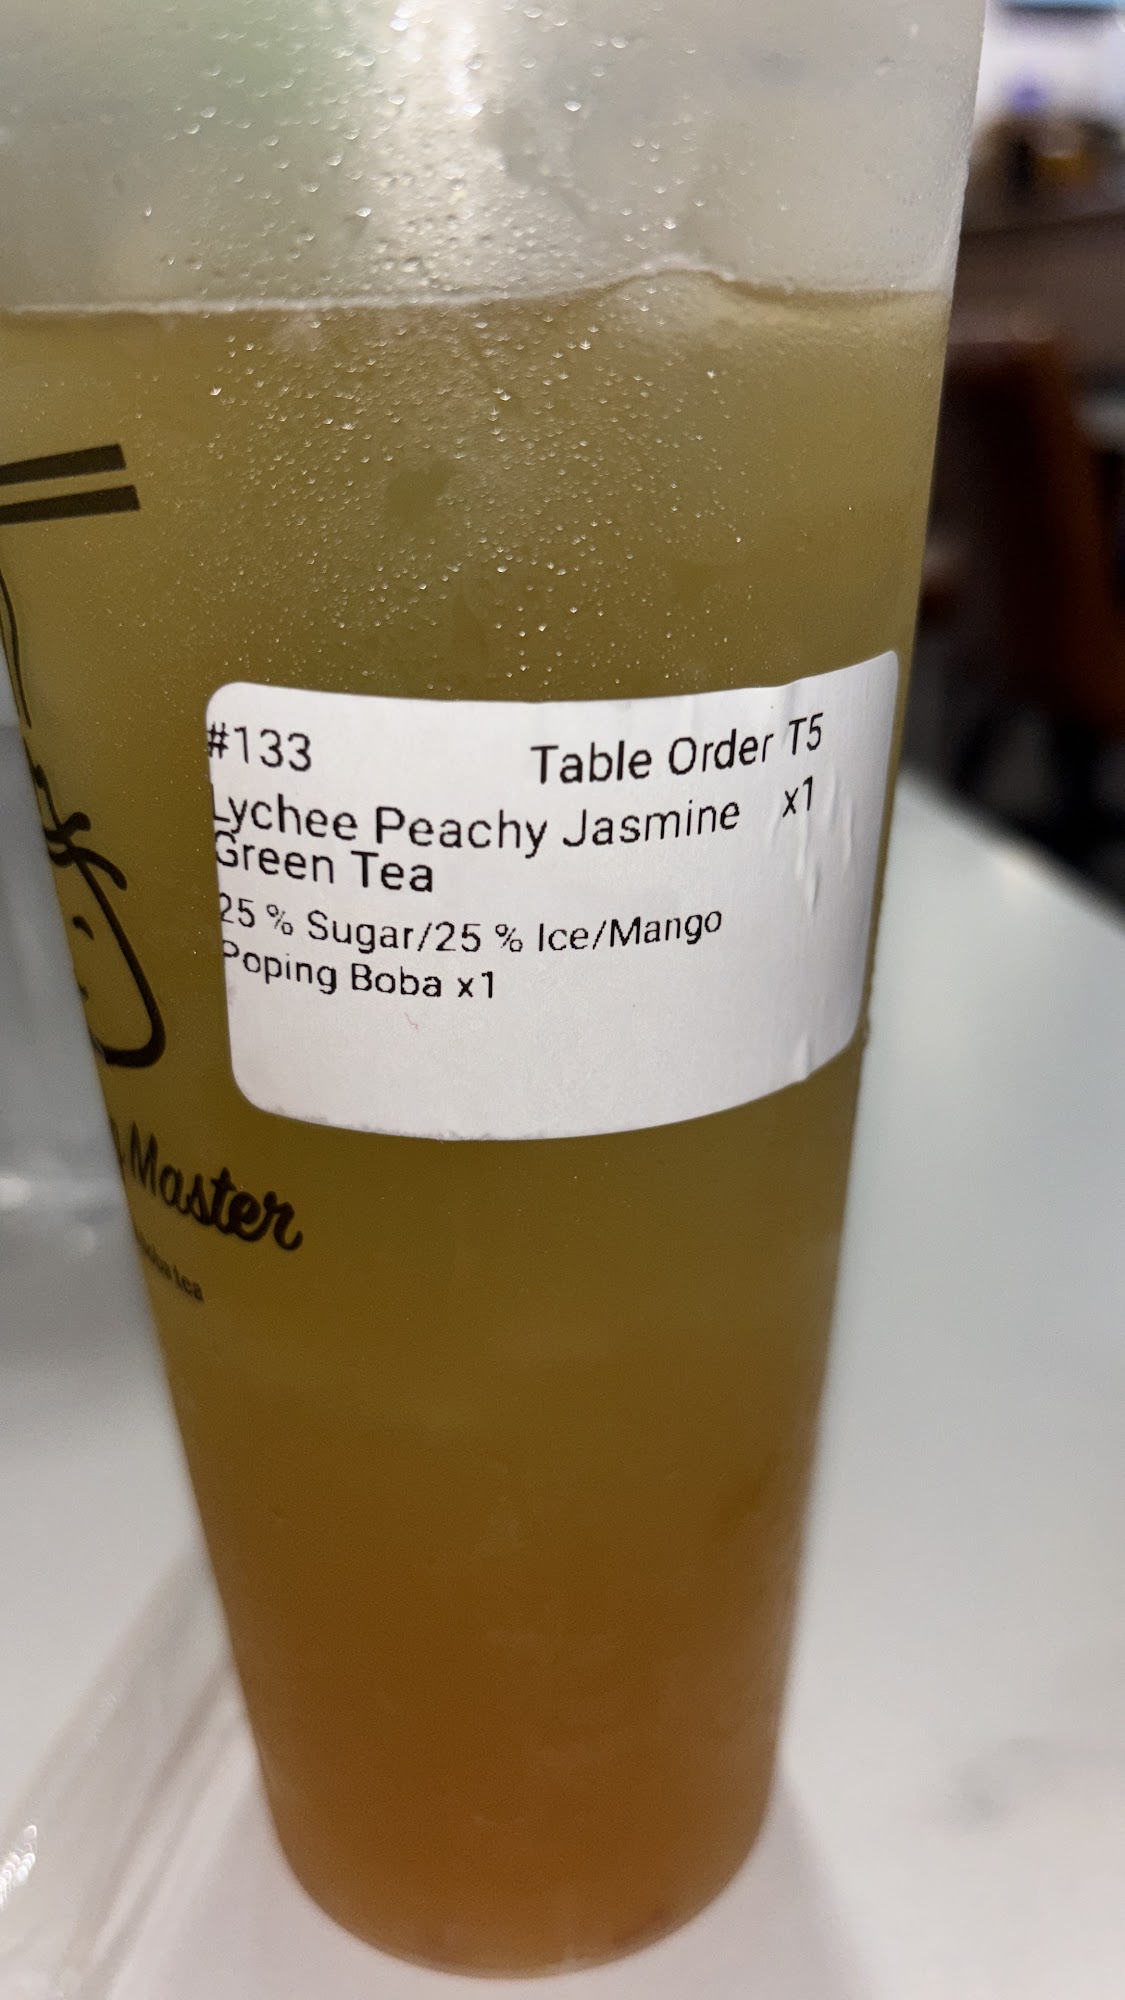 #133 Table Order T5
Lychee Peachy Jasmine x1
Green Tea
25 % Sugar/25 % Ice/Mango
Poping Boba x1
Master
tea